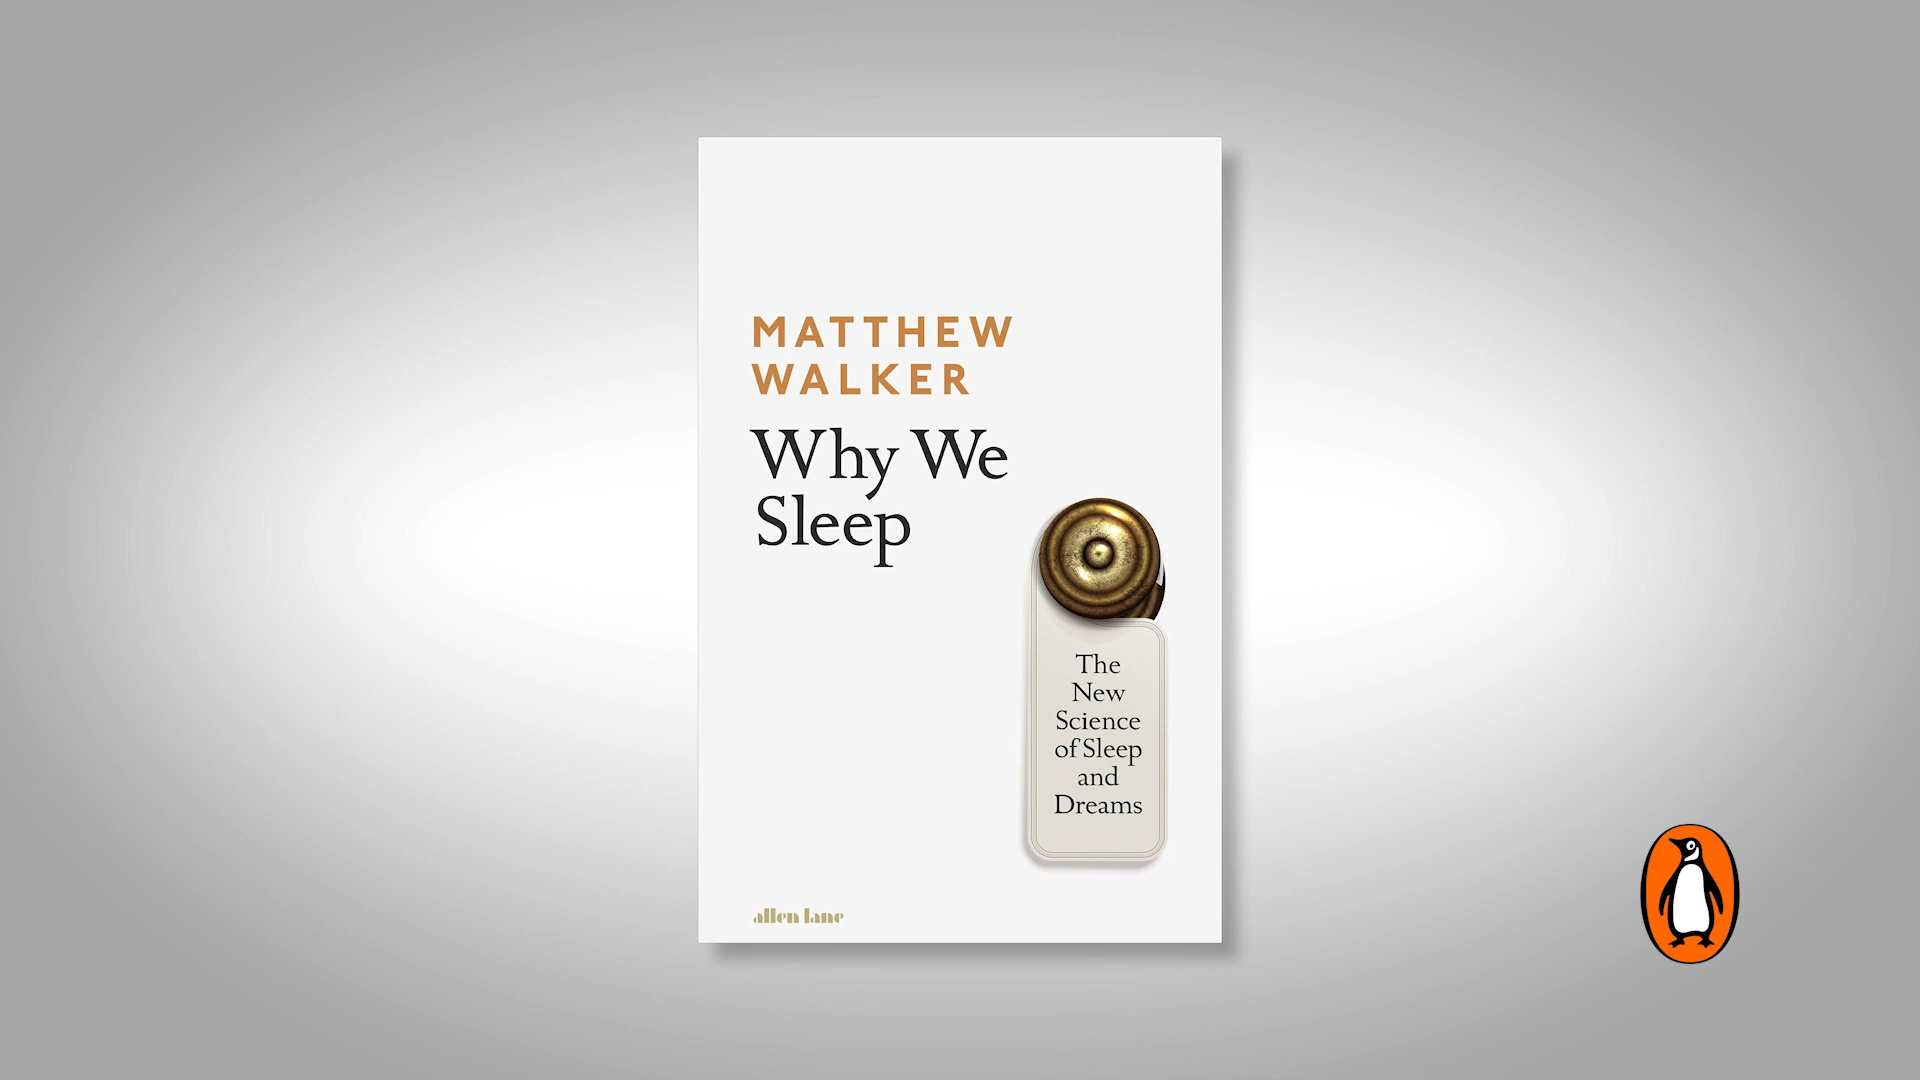 MATTHEW
WALKER
Why We
Sleep
The
New
Science
of Sleep
and
Dreams
allen lane